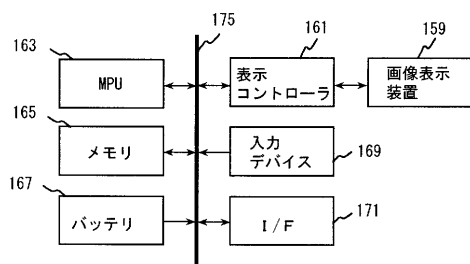 163
175
161
159
MPU
表示
コントローラ
画像表示
装置
165
メモリ
入力
デバイス
169
167
バッテリ
I/F
171